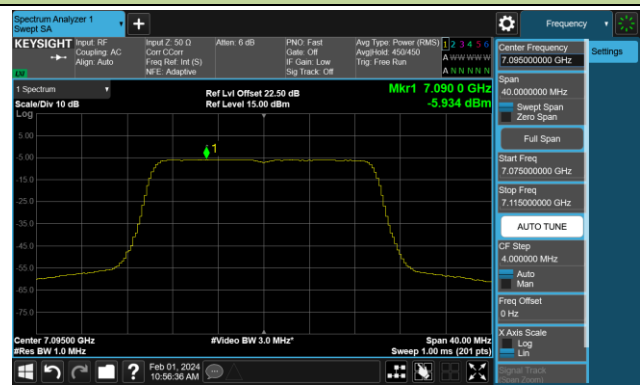 Spectrum Analyzer 1
Swept SA
Frequency
KEYSIGHT
Input: RF
Coupling: AC
Align: Auto
Input Z: 50 Ω
Corr CCorr
Freq Ref: Int (S)
NFE: Adaptive
Atten: 6 dB
PNO: Fast
Gate: Off
IF Gain: Low
Sig Track: Off
Avg Type: Power (RMS)
Avg|Hold: 450/450
Trig: Free Run
1 2 3 4 5 6
A W W W W W
A N N N N N
LXI
1 Spectrum
Scale/Div 10 dB
Log
Ref Lvl Offset 22.50 dB
Ref Level 15.00 dBm
Mkr1 7.090 0 GHz
-5.934 dBm
1
5.00
-5.00
-15.0
-25.0
-35.0
-45.0
-55.0
-65.0
-75.0
Center 7.09500 GHz
#Res BW 1.0 MHz
#Video BW 3.0 MHz*
Span 40.00 MHz
Sweep 1.00 ms (201 pts)
Center Frequency
7.095000000 GHz
Span
40.0000000 MHz
Swept Span
Zero Span
Full Span
Start Freq
7.075000000 GHz
Stop Freq
7.115000000 GHz
AUTO TUNE
CF Step
4.000000 MHz
Auto
Man
Freq Offset
0 Hz
X Axis Scale
Log
Lin
Signal Track
(Span Zoom)
Settings
?
Feb 01, 2024
10:56:36 AM